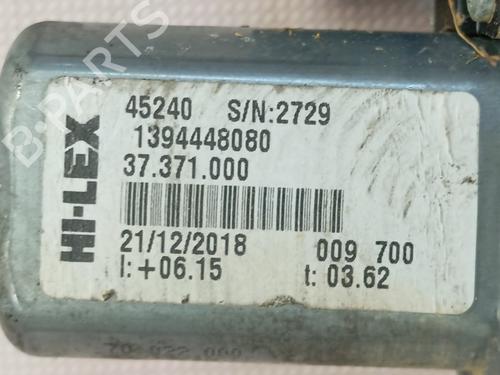 B-PARTS
HI-LEX
45240 S/N:2729
1394448080
37.371.000
21/12/2018 009 700
I:+06.15 t: 03.62